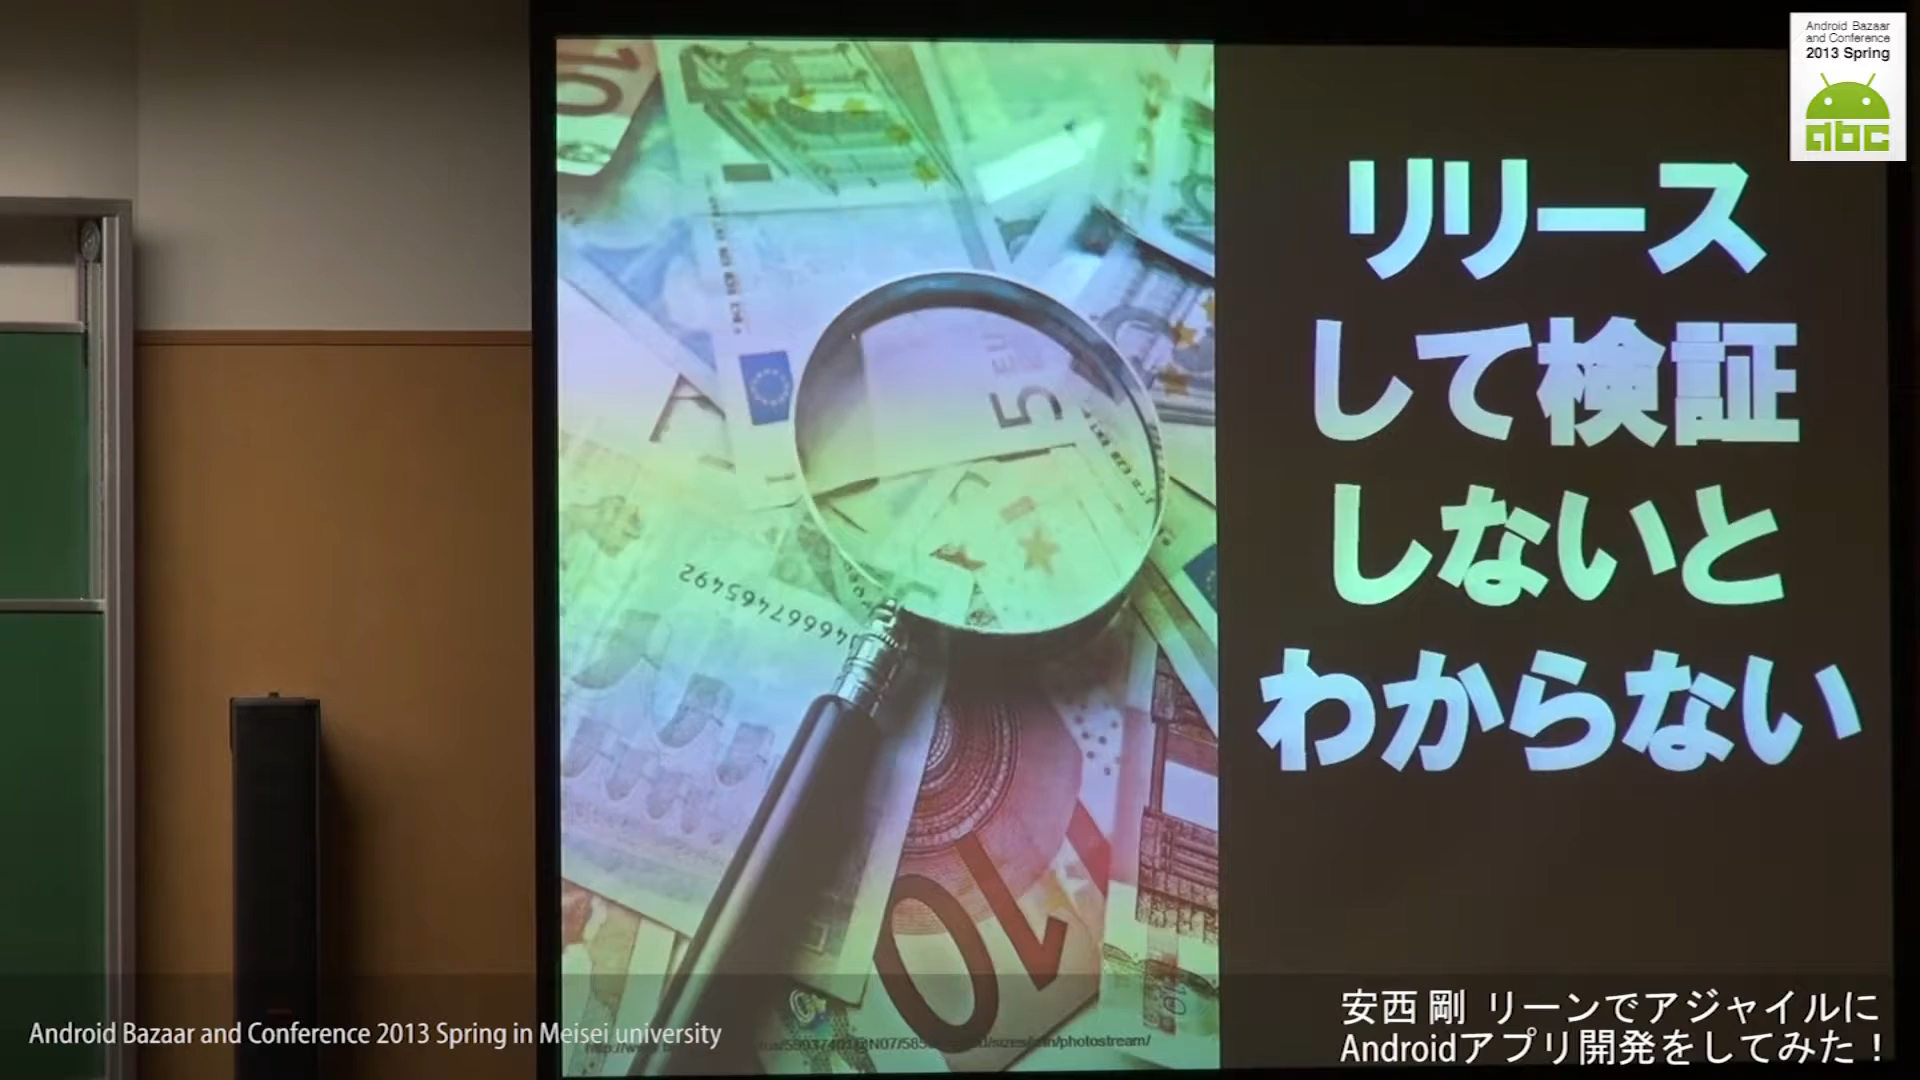 Android Bazaar
and Conference
2013 Spring
abc
リリース
して検証
しないと
わからない
10
5
10
安西 剛 リーンでアジャイルに
Androidアプリ開発をしてみた！
Android Bazaar and Conference 2013 Spring in Meisei university